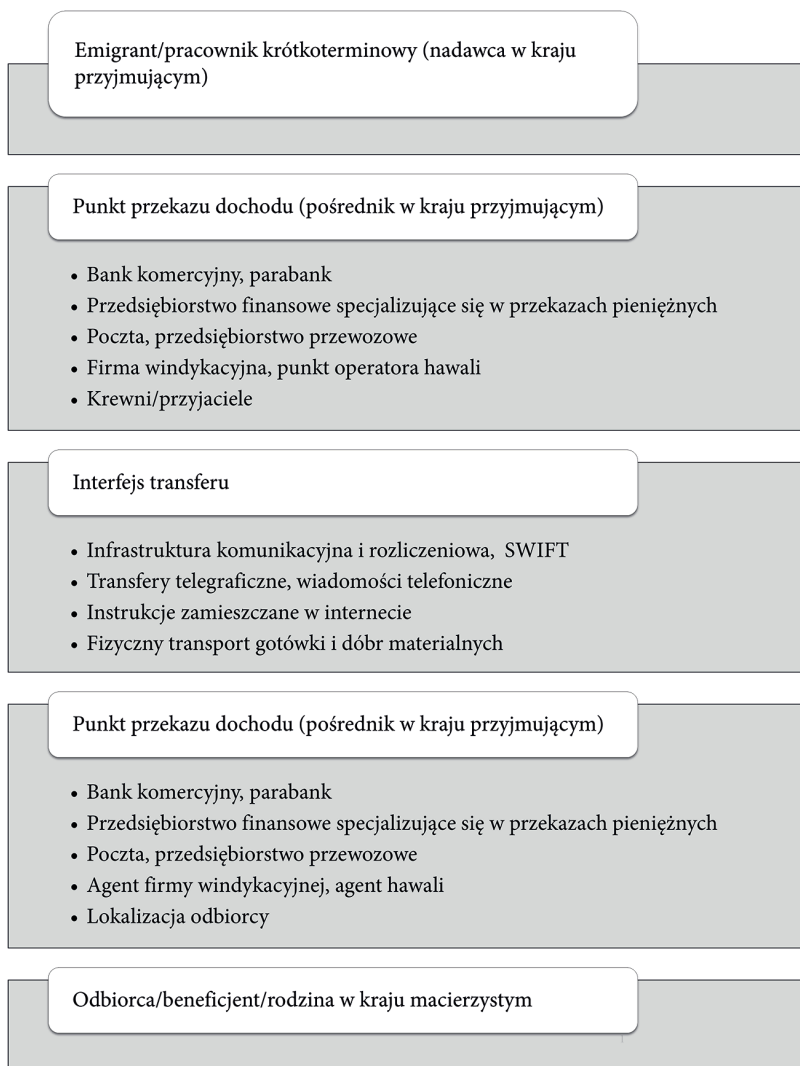 Emigrant/pracownik krótkoterminowy (nadawca w kraju
przyjmującym)
Punkt przekazu dochodu (pośrednik w kraju przyjmującym)
• Bank komercyjny, parabank
• Przedsiębiorstwo finansowe specjalizujące się w przekazach pieniężnych
• Poczta, przedsiębiorstwo przewozowe
• Firma windykacyjna, punkt operatora hawali
• Krewni/przyjaciele
Interfejs transferu
• Infrastruktura komunikacyjna i rozliczeniowa, SWIFT
• Transfery telegraficzne, wiadomości telefoniczne
• Instrukcje zamieszczane w internecie
• Fizyczny transport gotówki i dóbr materialnych
Punkt przekazu dochodu (pośrednik w kraju przyjmującym)
• Bank komercyjny, parabank
• Przedsiębiorstwo finansowe specjalizujące się w przekazach pieniężnych
• Poczta, przedsiębiorstwo przewozowe
• Agent firmy windykacyjnej, agent hawali
• Lokalizacja odbiorcy
Odbiorca/beneficjent/rodzina w kraju macierzystym